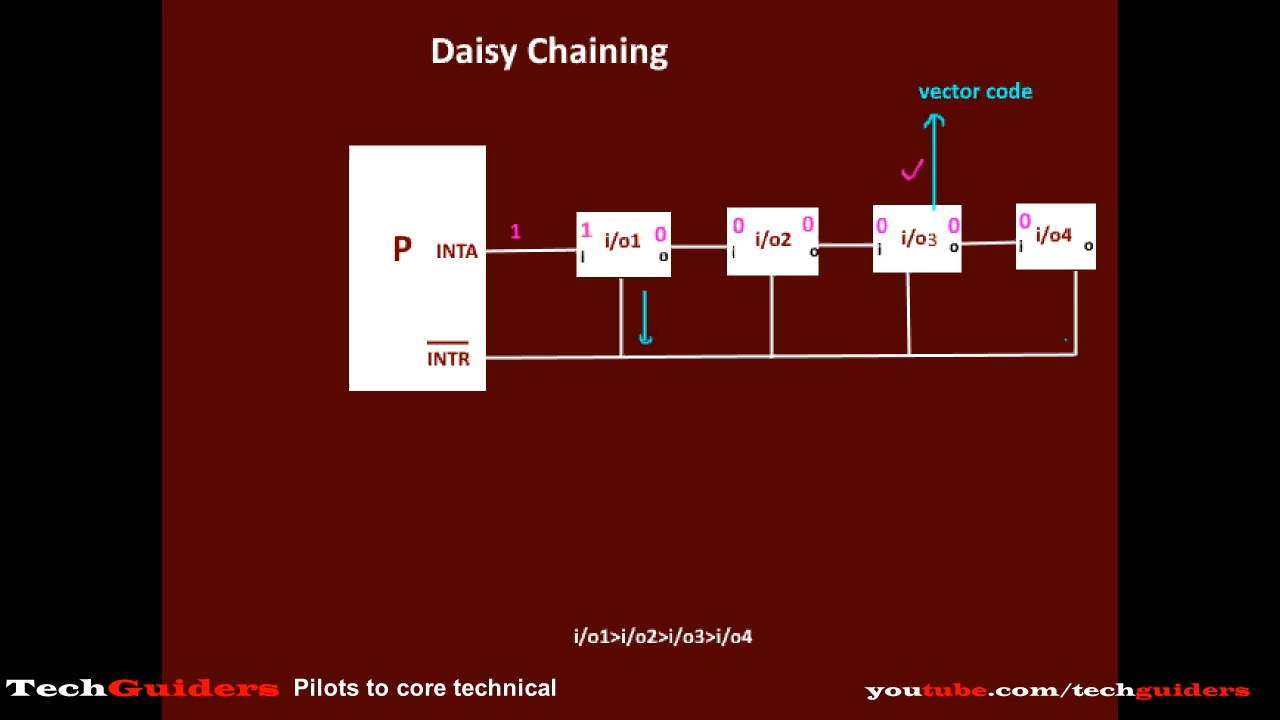 Daisy Chaining
vector code
P INTA 1 1 i/o1 0 0 i/o2 0 0 i/o3 0 0 i/o4
i o i o i o i o
INTR
i/o1>i/o2>i/o3>i/o4
TechGuiders Pilots to core technical youtube.com/techguiders